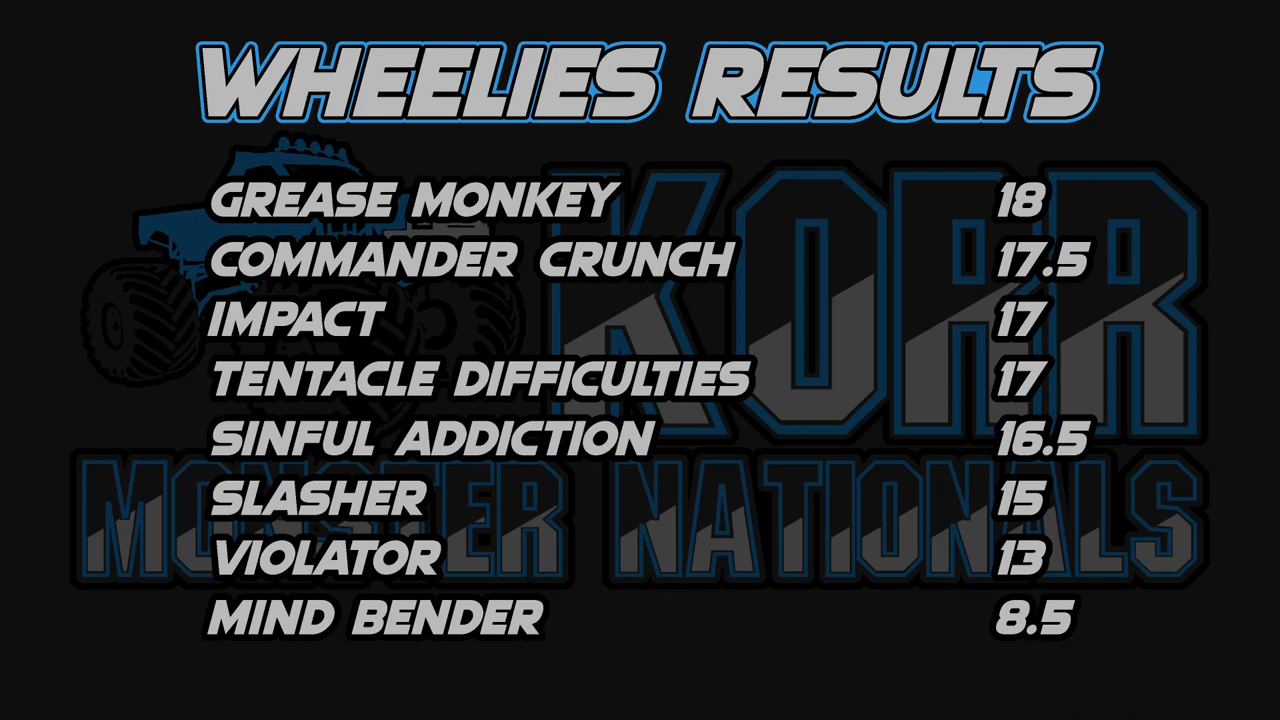 WHEELIES RESULTS
GREASE MONKEY 18
COMMANDER CRUNCH 17.5
IMPACT 17
TENTACLE DIFFICULTIES 17
SINFUL ADDICTION 16.5
SLASHER 15
VIOLATOR 13
MIND BENDER 8.5
KORR
MONSTER NATIONALS